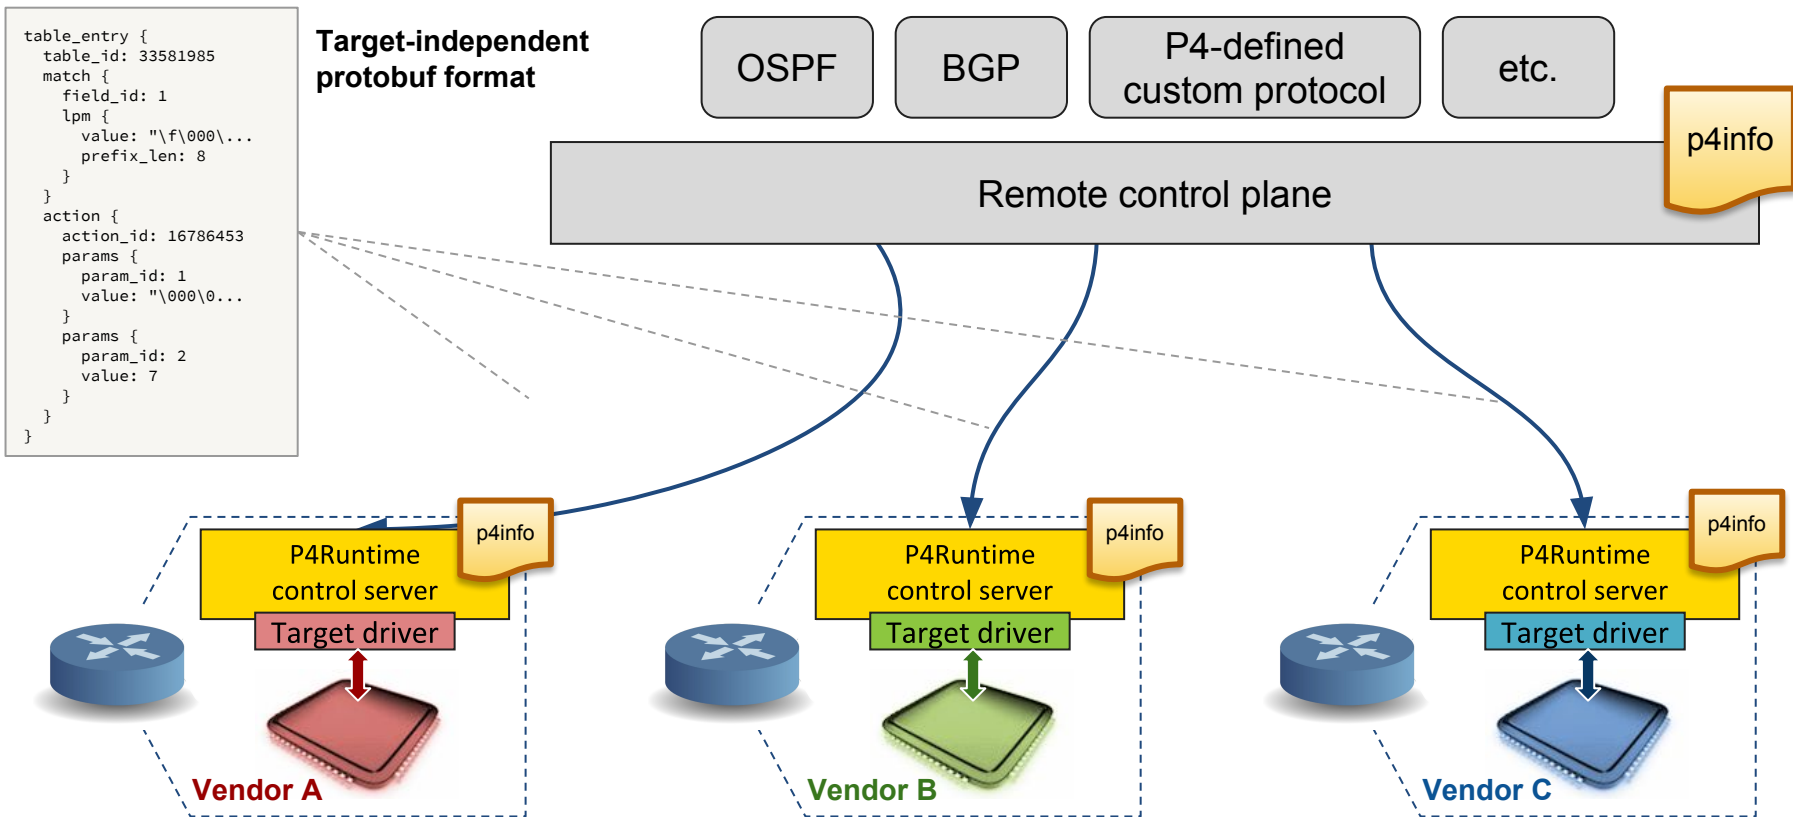 table_entry {
table_id: 33581985
match {
field_id: 1
lpm {
value: "\f\000\...
prefix_len: 8
}
}
action {
action_id: 16786453
params {
param_id: 1
value: "\000\0...
}
params {
param_id: 2
value: 7
}
}
}
Target-independent
protobuf format
OSPF
BGP
P4-defined
custom protocol
etc.
p4info
Remote control plane
p4info
P4Runtime
control server
Target driver
Vendor A
p4info
P4Runtime
control server
Target driver
Vendor B
p4info
P4Runtime
control server
Target driver
Vendor C